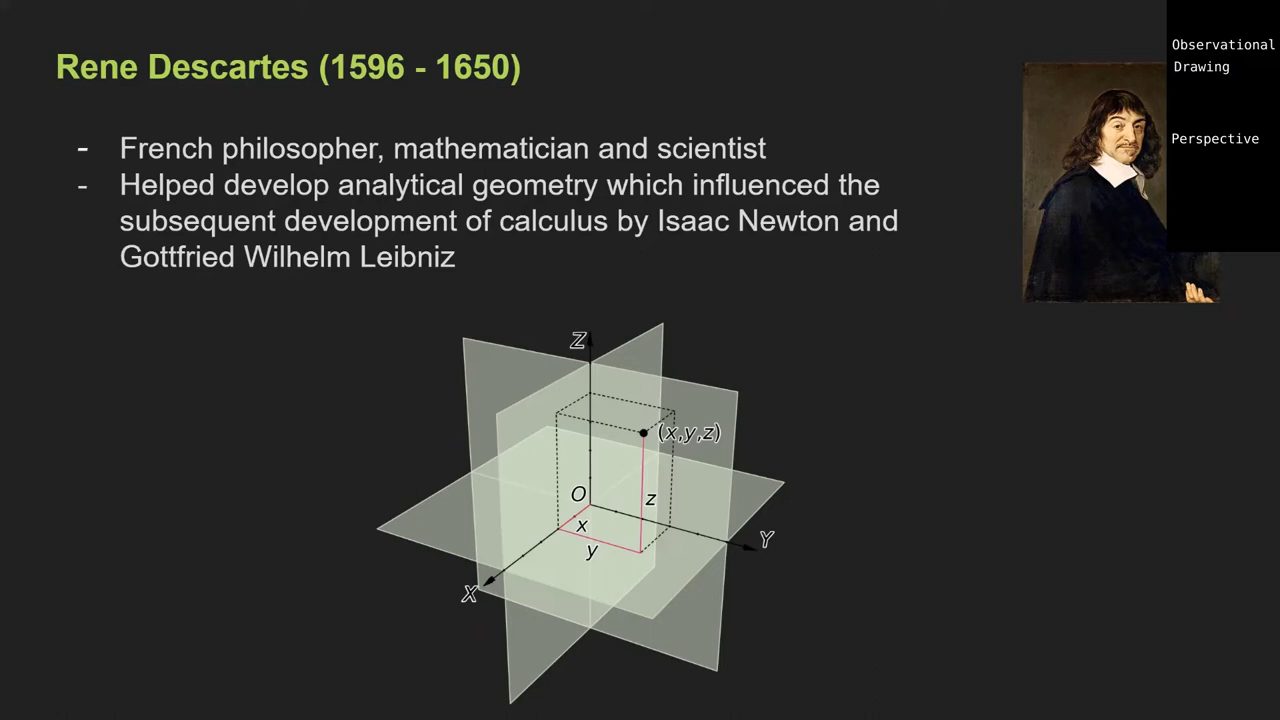 Rene Descartes (1596 - 1650)
- French philosopher, mathematician and scientist
- Helped develop analytical geometry which influenced the
subsequent development of calculus by Isaac Newton and
Gottfried Wilhelm Leibniz
Observational
Drawing
Perspective
Z
(x,y,z)
O
z
x
y
Y
X